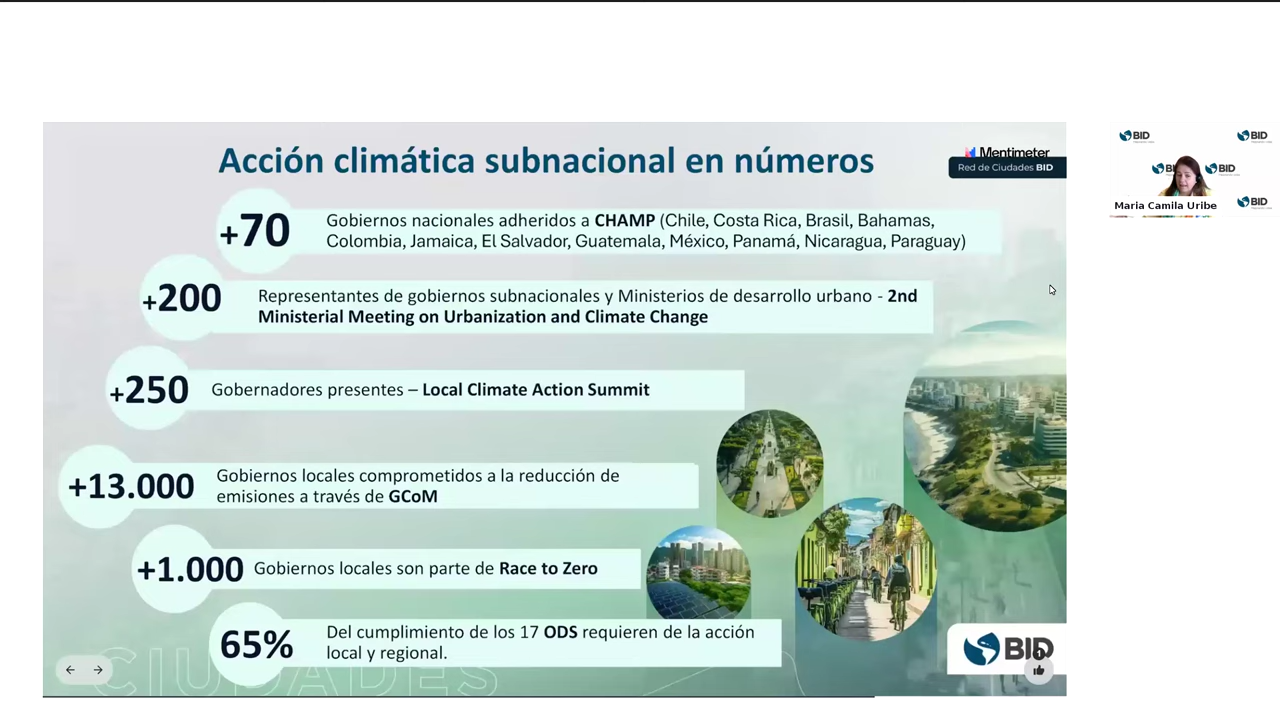 Acción climática subnacional en números
Mentimeter
Red de Ciudades BID
+70
Gobiernos nacionales adheridos a CHAMP (Chile, Costa Rica, Brasil, Bahamas,
Colombia, Jamaica, El Salvador, Guatemala, México, Panamá, Nicaragua, Paraguay)
+200
Representantes de gobiernos subnacionales y Ministerios de desarrollo urbano - 2nd
Ministerial Meeting on Urbanization and Climate Change
+250
Gobernadores presentes – Local Climate Action Summit
+13.000
Gobiernos locales comprometidos a la reducción de
emisiones a través de GCoM
+1.000
Gobiernos locales son parte de Race to Zero
65%
Del cumplimiento de los 17 ODS requieren de la acción
local y regional.
CIUDADES
BID
BID
BID
BID
BID
Maria Camila Uribe
BID